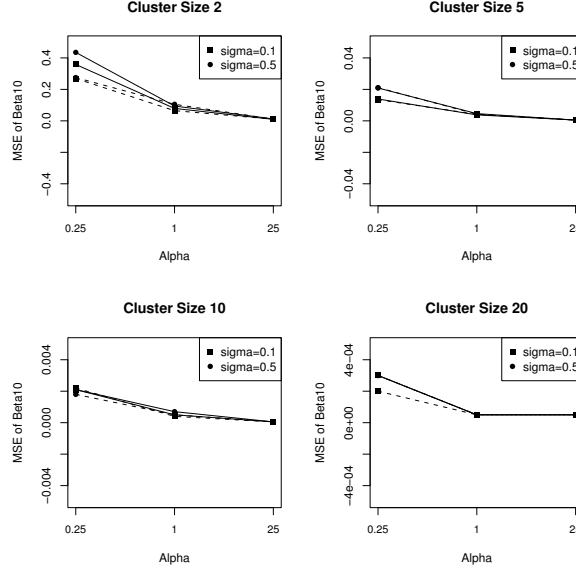 Cluster Size 2
MSE of Beta10
0.4
0.2
0.0
−0.4
sigma=0.1
sigma=0.5
0.25
1
25
Alpha
Cluster Size 5
MSE of Beta10
0.04
0.00
−0.04
sigma=0.1
sigma=0.5
0.25
1
25
Alpha
Cluster Size 10
MSE of Beta10
0.004
0.000
−0.004
sigma=0.1
sigma=0.5
0.25
1
25
Alpha
Cluster Size 20
MSE of Beta10
4e−04
0e+00
−4e−04
sigma=0.1
sigma=0.5
0.25
1
25
Alpha